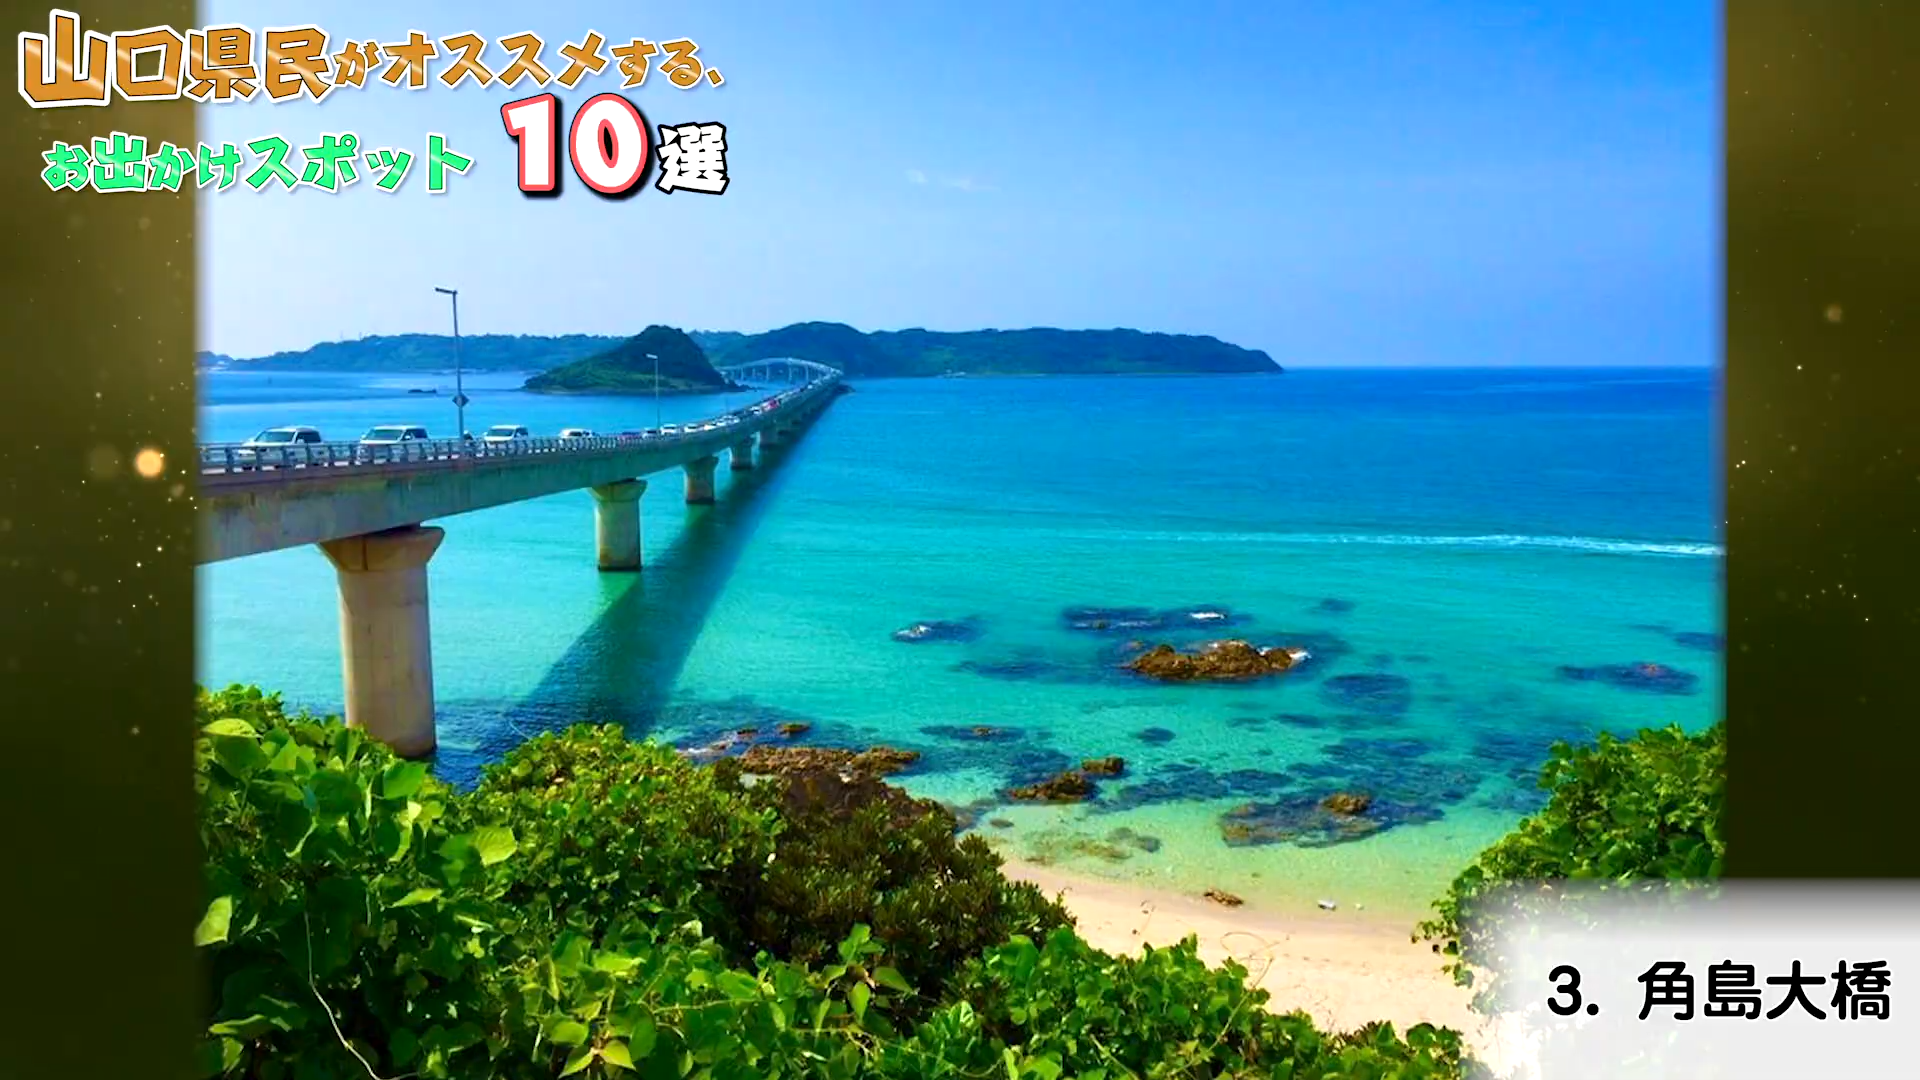 山口県民がオススメする、
お出かけスポット 10選
3. 角島大橋